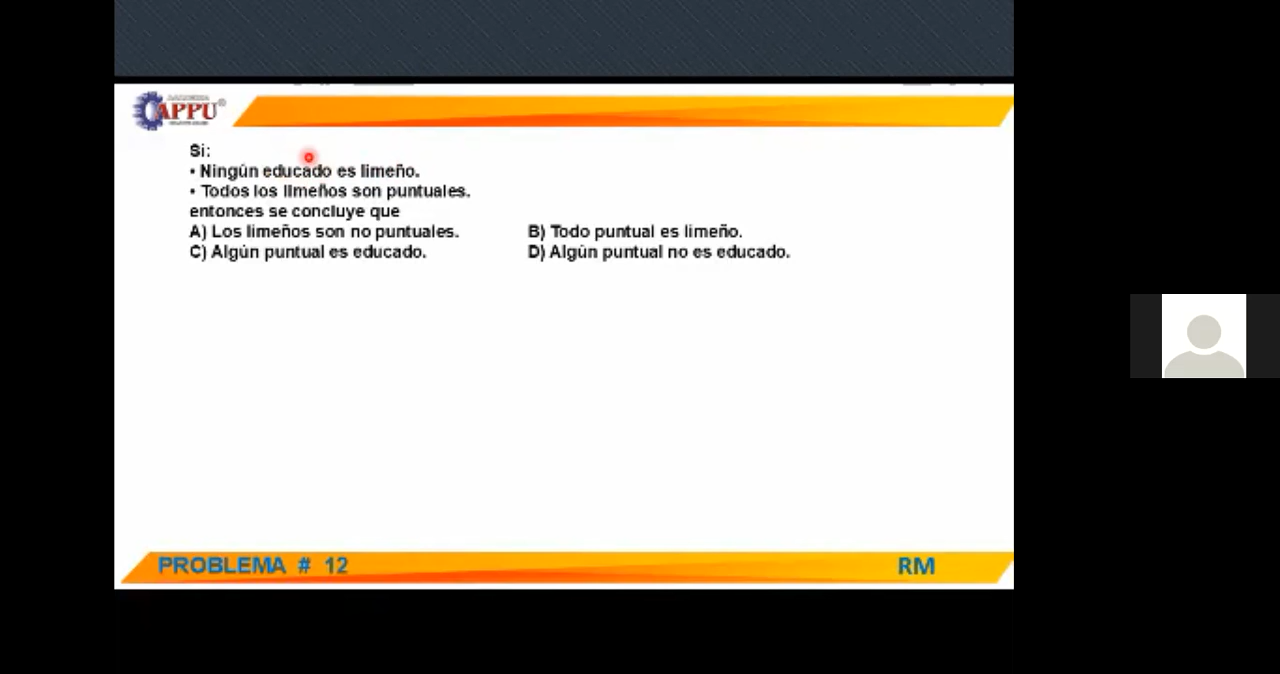 APPU
Si:
• Ningún educado es limeño.
• Todos los limeños son puntuales.
entonces se concluye que
A) Los limeños son no puntuales. B) Todo puntual es limeño.
C) Algún puntual es educado. D) Algún puntual no es educado.
PROBLEMA # 12 RM